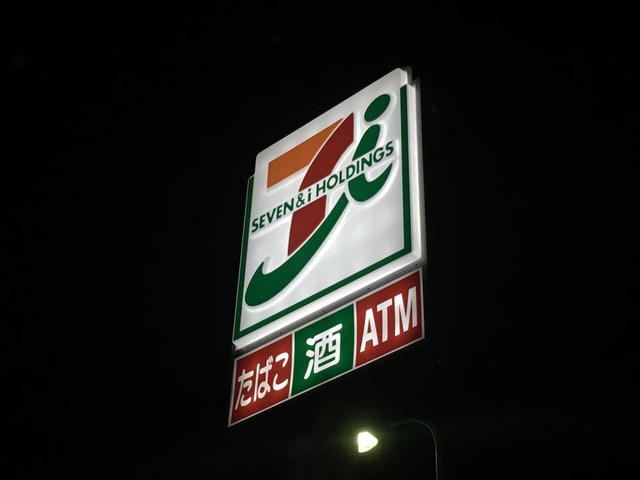 SEVEN & i HOLDINGS
たばこ 酒 ATM